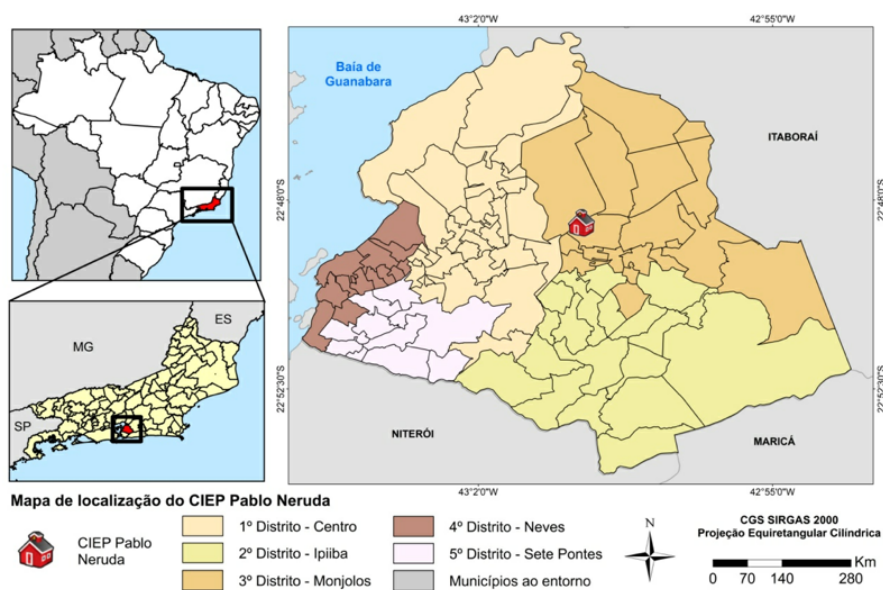 43°2'0"W
42°55'0"W
Baía de
Guanabara
ITABORAÍ
22°48'0"S
22°48'0"S
ES
MG
SP
22°52'30"S
22°52'30"S
NITERÓI
MARICÁ
43°2'0"W
42°55'0"W
Mapa de localização do CIEP Pablo Neruda
CIEP Pablo
Neruda
1º Distrito - Centro
2º Distrito - Ipiiba
3º Distrito - Monjolos
4º Distrito - Neves
5º Distrito - Sete Pontes
Municípios ao entorno
N
CGS SIRGAS 2000
Projeção Equiretangular Cilíndrica
Km
0 70 140 280